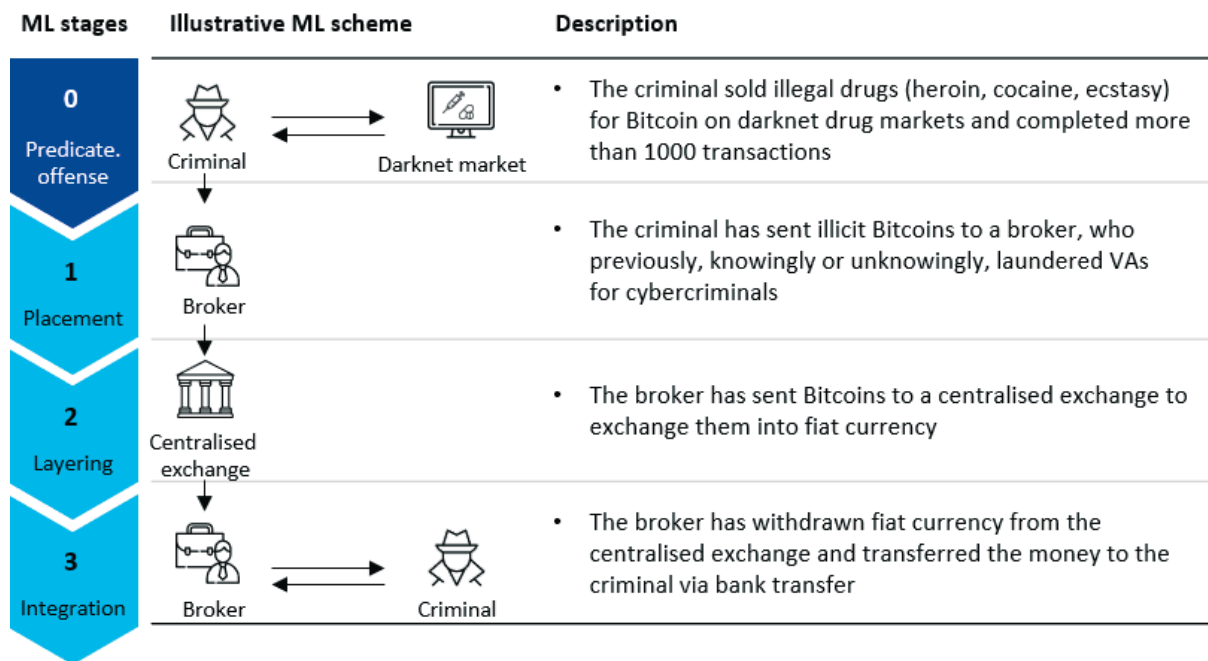 ML stages Illustrative ML scheme Description
0
Predicate.
offense
Criminal
Darknet market
• The criminal sold illegal drugs (heroin, cocaine, ecstasy)
for Bitcoin on darknet drug markets and completed more
than 1000 transactions
1
Placement
Broker
• The criminal has sent illicit Bitcoins to a broker, who
previously, knowingly or unknowingly, laundered VAs
for cybercriminals
2
Layering
Centralised
exchange
• The broker has sent Bitcoins to a centralised exchange to
exchange them into fiat currency
3
Integration
Broker
Criminal
• The broker has withdrawn fiat currency from the
centralised exchange and transferred the money to the
criminal via bank transfer